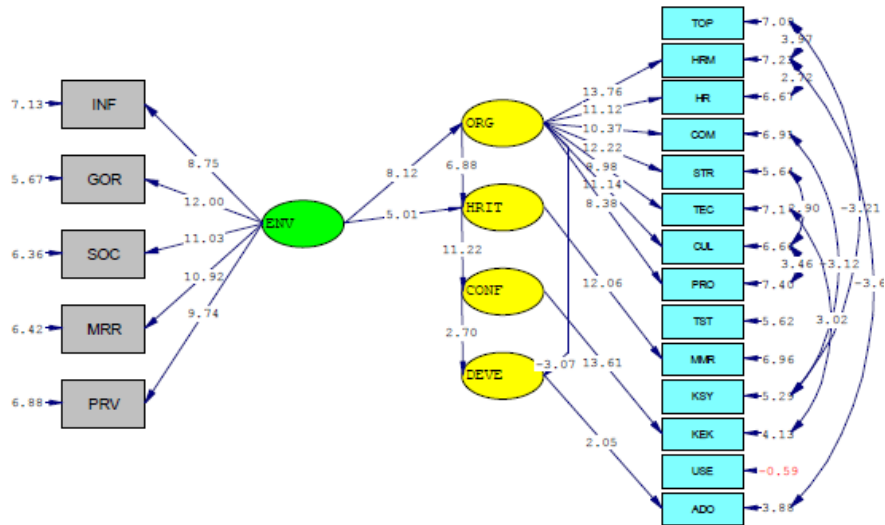 TOP
7.09
3.97
HRM
7.23
2.72
HR
6.67
COM
6.91
STR
5.64
2.90
TEC
CUL
3.46
PRO
7.40
TST
5.62
MMR
6.96
KSY
5.29
KEK
4.13
USE
-0.59
ADO
3.88
-3.21
-3.12
3.02
7.13
INF
5.67
GOR
6.36
SOC
6.42
MRR
6.88
PRV
8.75
12.00
11.03
10.92
9.74
ENV
8.12
5.01
ORG
6.88
HRIT
11.22
CONF
2.70
DEVE
-3.07
13.76
11.12
10.37
12.22
11.14
8.38
12.06
13.61
2.05